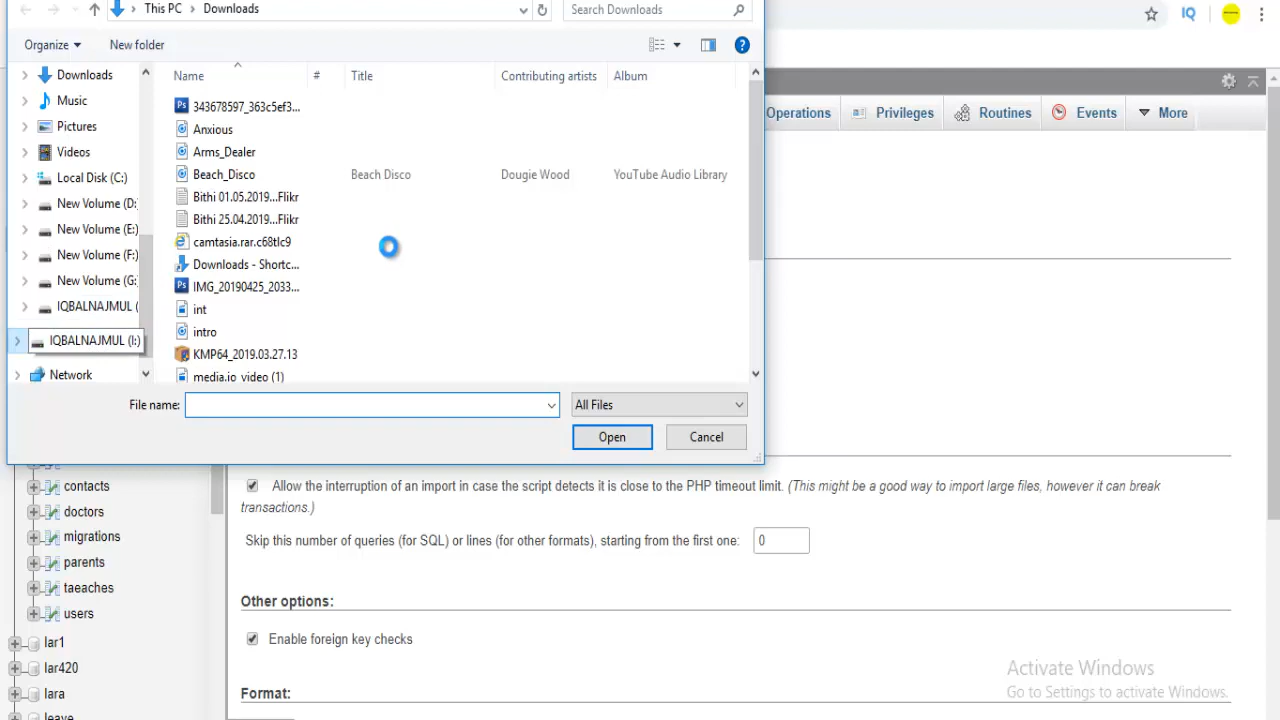 This PC > Downloads
Search Downloads
IQ
Organize
New folder
Name
#
Title
Contributing artists
Album
Downloads
Music
Pictures
Videos
Local Disk (C:)
New Volume (D:
New Volume (E:)
New Volume (F:)
New Volume (G:
IQBALNAJMUL (
IQBALNAJMUL (I:)
Network
343678597_363c5ef3...
Anxious
Arms_Dealer
Beach_Disco
Beach Disco
Dougie Wood
YouTube Audio Library
Bithi 01.05.2019...Flikr
Bithi 25.04.2019...Flikr
camtasia.rar.c68tlc9
Downloads - Shortc...
IMG_20190425_2033...
int
intro
KMP64_2019.03.27.13
media.io_video (1)
File name:
All Files
Open
Cancel
Operations
Privileges
Routines
Events
More
contacts
doctors
migrations
parents
taeaches
users
lar1
lar420
lara
leave
Allow the interruption of an import in case the script detects it is close to the PHP timeout limit. (This might be a good way to import large files, however it can break
transactions.)
Skip this number of queries (for SQL) or lines (for other formats), starting from the first one:
0
Other options:
Enable foreign key checks
Format:
Activate Windows
Go to Settings to activate Windows.